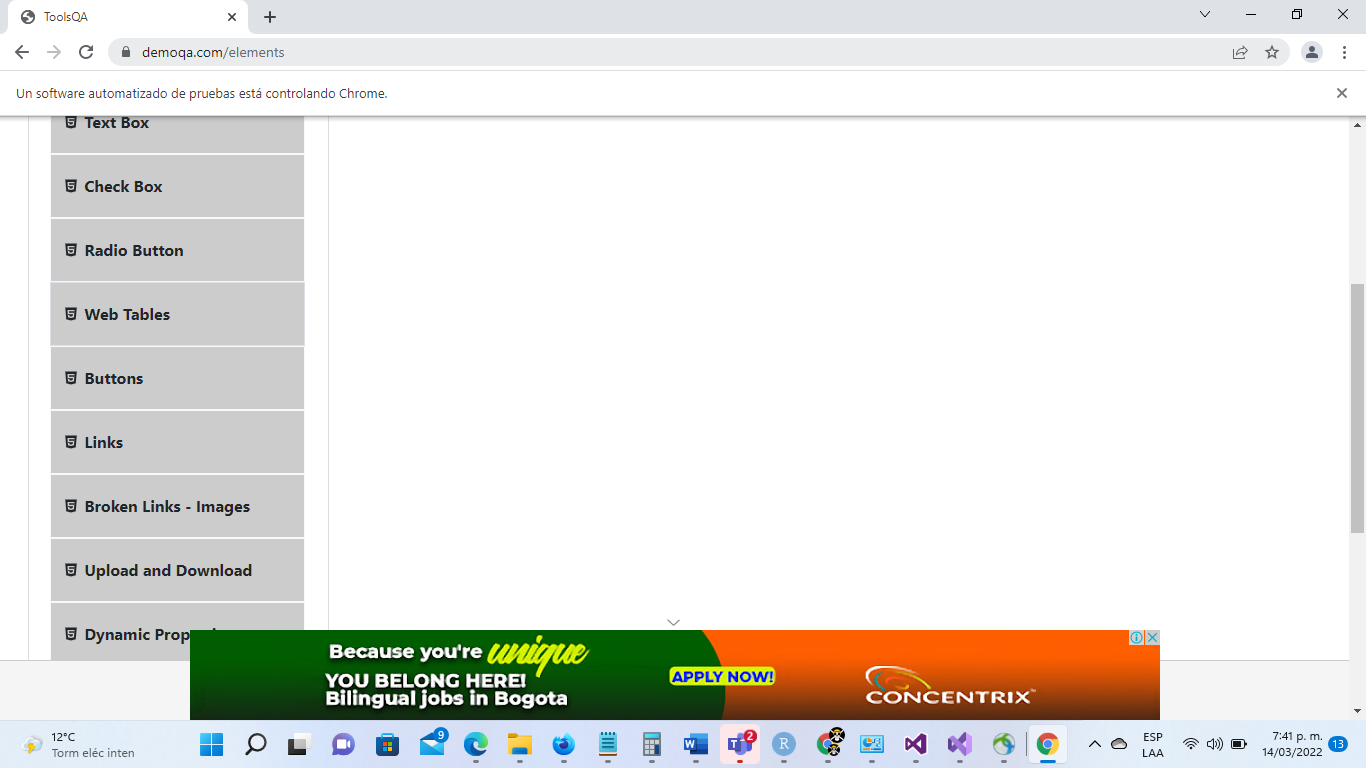 ToolsQA
demoqa.com/elements
Un software automatizado de pruebas está controlando Chrome.
Text Box
Check Box
Radio Button
Web Tables
Buttons
Links
Broken Links - Images
Upload and Download
Dynamic Prop
Because you're unique
YOU BELONG HERE!
Bilingual jobs in Bogota
APPLY NOW!
CONCENTRIX
12°C
Torm eléc inten
9
2
R
ESP
LAA
7:41 p. m.
14/03/2022
13